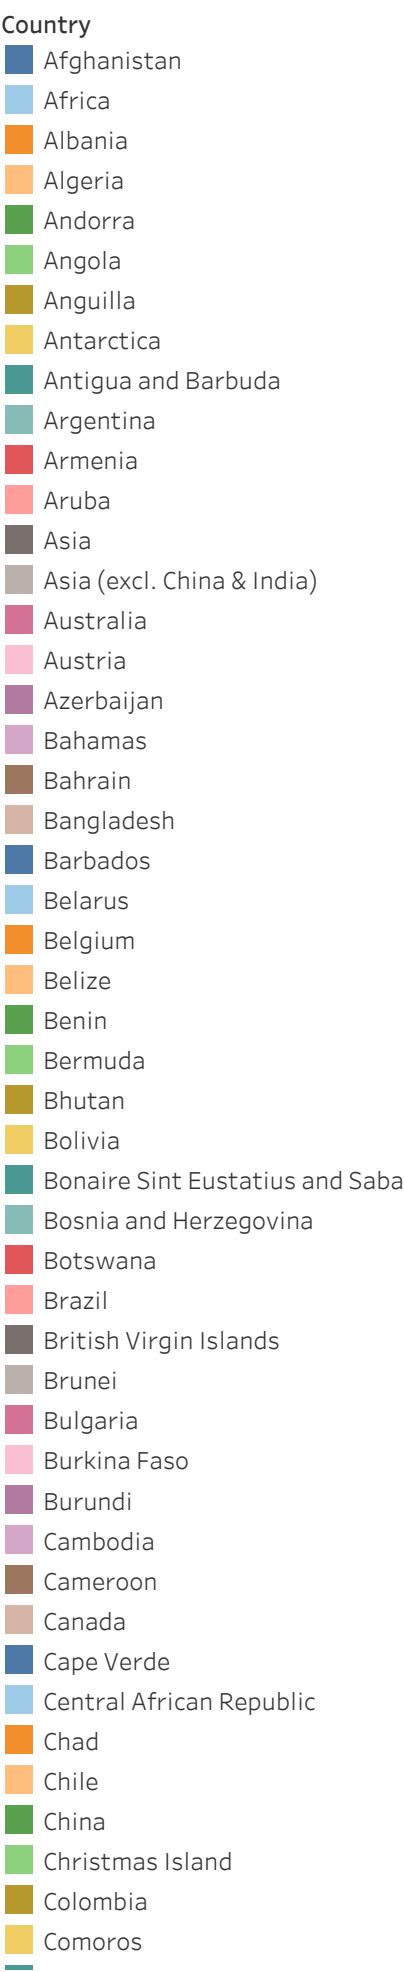 Country
Afghanistan
Africa
Albania
Algeria
Andorra
Angola
Anguilla
Antarctica
Antigua and Barbuda
Argentina
Armenia
Aruba
Asia
Asia (excl. China & India)
Australia
Austria
Azerbaijan
Bahamas
Bahrain
Bangladesh
Barbados
Belarus
Belgium
Belize
Benin
Bermuda
Bhutan
Bolivia
Bonaire Sint Eustatius and Saba
Bosnia and Herzegovina
Botswana
Brazil
British Virgin Islands
Brunei
Bulgaria
Burkina Faso
Burundi
Cambodia
Cameroon
Canada
Cape Verde
Central African Republic
Chad
Chile
China
Christmas Island
Colombia
Comoros